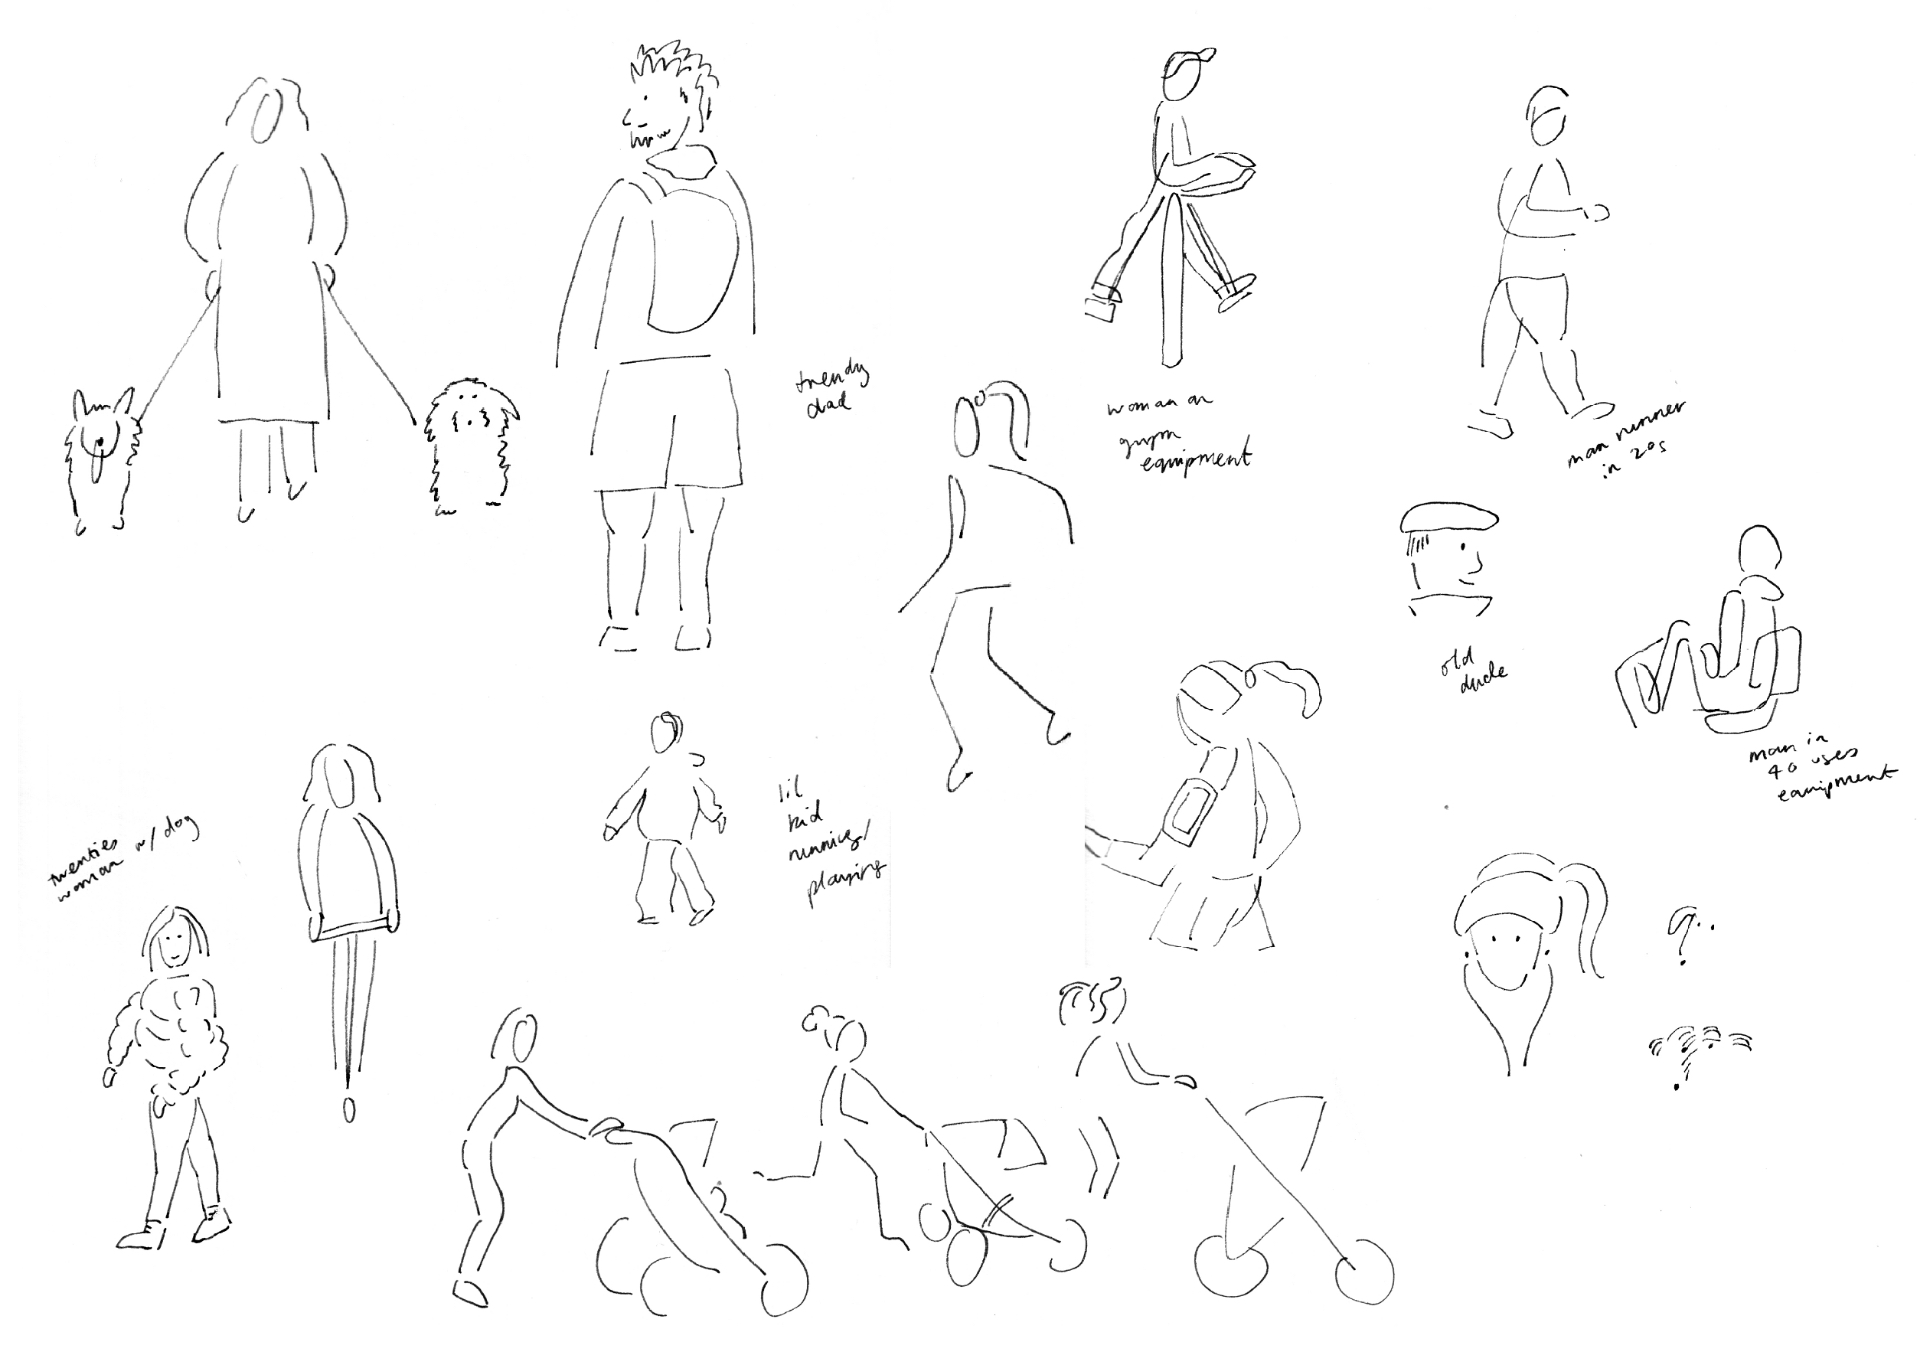 trendy
dad
woman on
gym
equipment
man runner
in 20s
old
dude
man in
40 uses
equipment
lil
kid
running/
playing
twenties
woman w/ dog